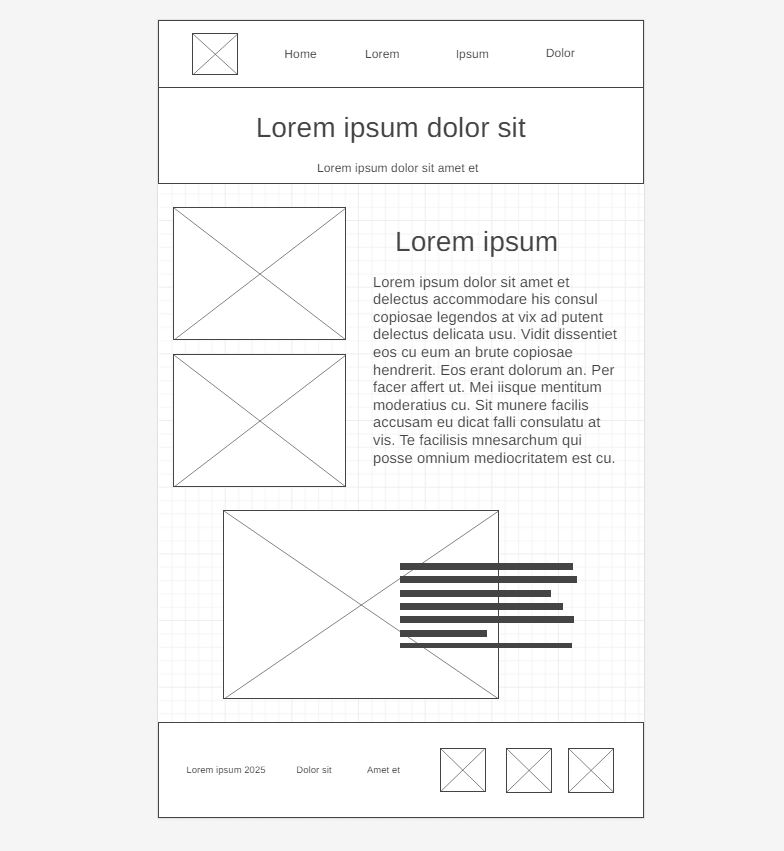 Home
Lorem
Ipsum
Dolor
Lorem ipsum dolor sit
Lorem ipsum dolor sit amet et
Lorem ipsum
Lorem ipsum dolor sit amet et
delectus accommodare his consul
copiosae legendos at vix ad putent
delectus delicata usu. Vidit dissentiet
eos cu eum an brute copiosae
hendrerit. Eos erant dolorum an. Per
facer affert ut. Mei iisque mentitum
moderatius cu. Sit munere facilis
accusam eu dicat falli consulatu at
vis. Te facilisis mnesarchum qui
posse omnium mediocritatem est cu.
Lorem ipsum 2025
Dolor sit
Amet et